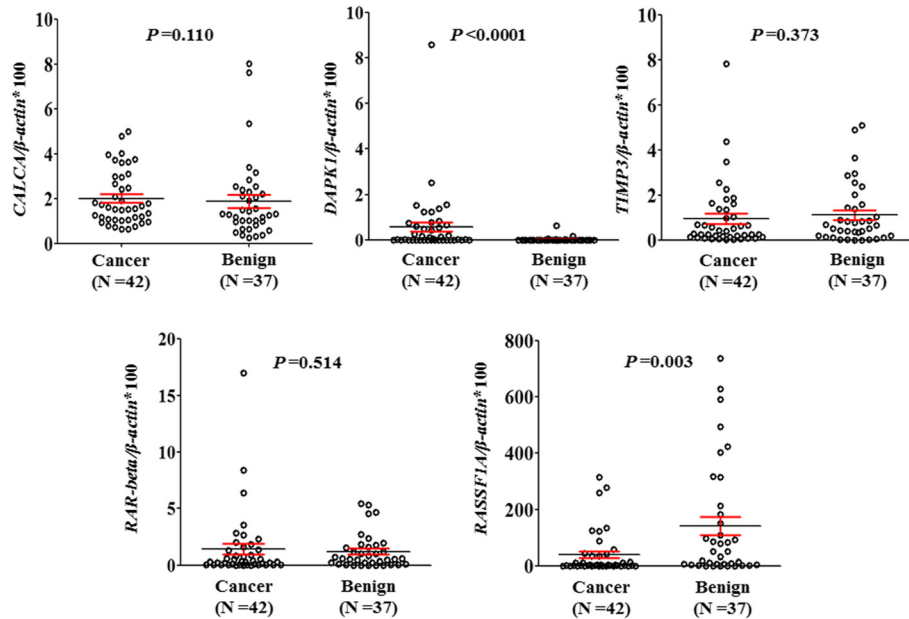 CALCA/β-actin*100
10
8
6
4
2
0
P=0.110
Cancer
(N =42)
Benign
(N =37)
DAPK1/β-actin*100
10
8
6
4
2
0
P<0.0001
Cancer
(N =42)
Benign
(N =37)
TIMP3/β-actin*100
10
8
6
4
2
0
P=0.373
Cancer
(N =42)
Benign
(N =37)
RAR-beta/β-actin*100
20
15
10
5
0
P=0.514
Cancer
(N =42)
Benign
(N =37)
RASSF1A/β-actin*100
800
600
400
200
0
P=0.003
Cancer
(N =42)
Benign
(N =37)